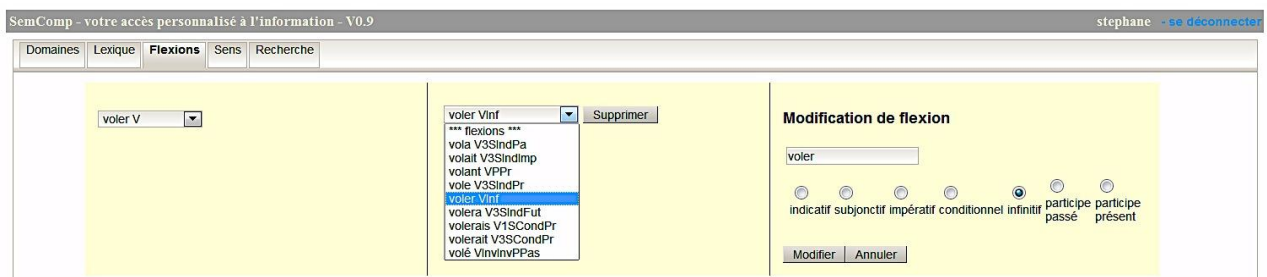 SemComp - votre accès personnalisé à l'information - V0.9
stephane - se déconnecter
Domaines Lexique Flexions Sens Recherche
voler V
voler VInf
Supprimer
*** flexions ***
vola V3SIndPa
volait V3SIndImp
volant VPPr
vole V3SIndPr
voler VInf
volera V3SIndFut
volerais V1SCondPr
volerait V3SCondPr
volé VInvInvPPas
Modification de flexion
voler
indicatif subjonctif impératif conditionnel infinitif participe passé participe présent
Modifier Annuler